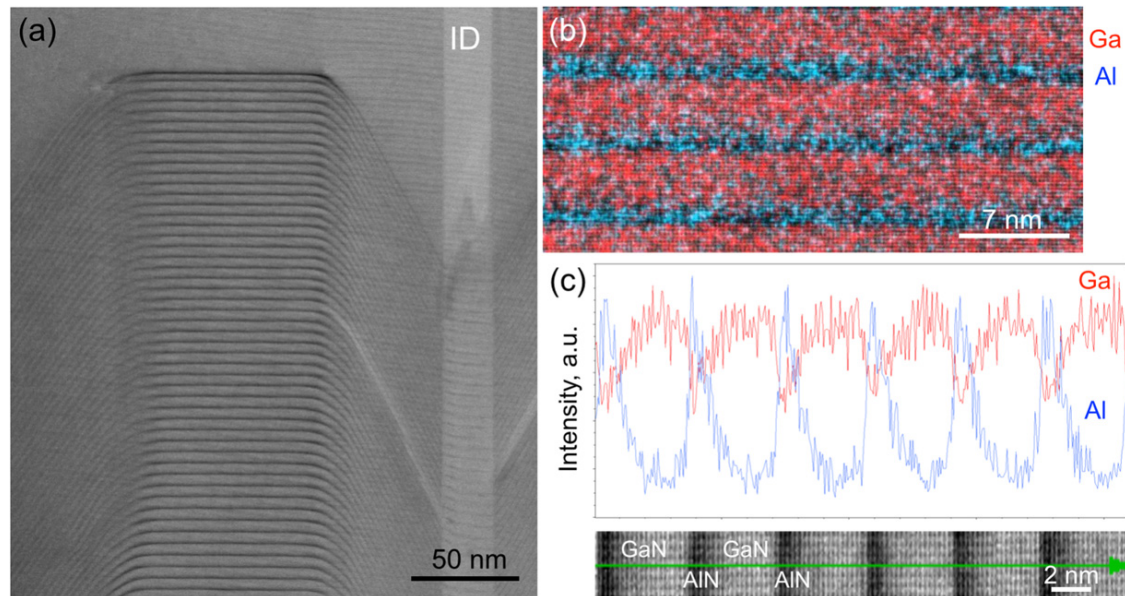 (a)
ID
50 nm
(b)
Ga
Al
7 nm
(c)
Ga
Al
Intensity, a.u.
GaN
GaN
AlN
AlN
2 nm